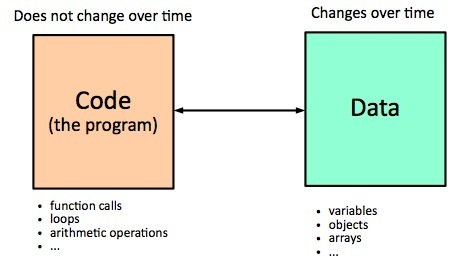 Does not change over time
Changes over time
Code
(the program)
Data
• function calls
• loops
• arithmetic operations
• ...
• variables
• objects
• arrays
• ...